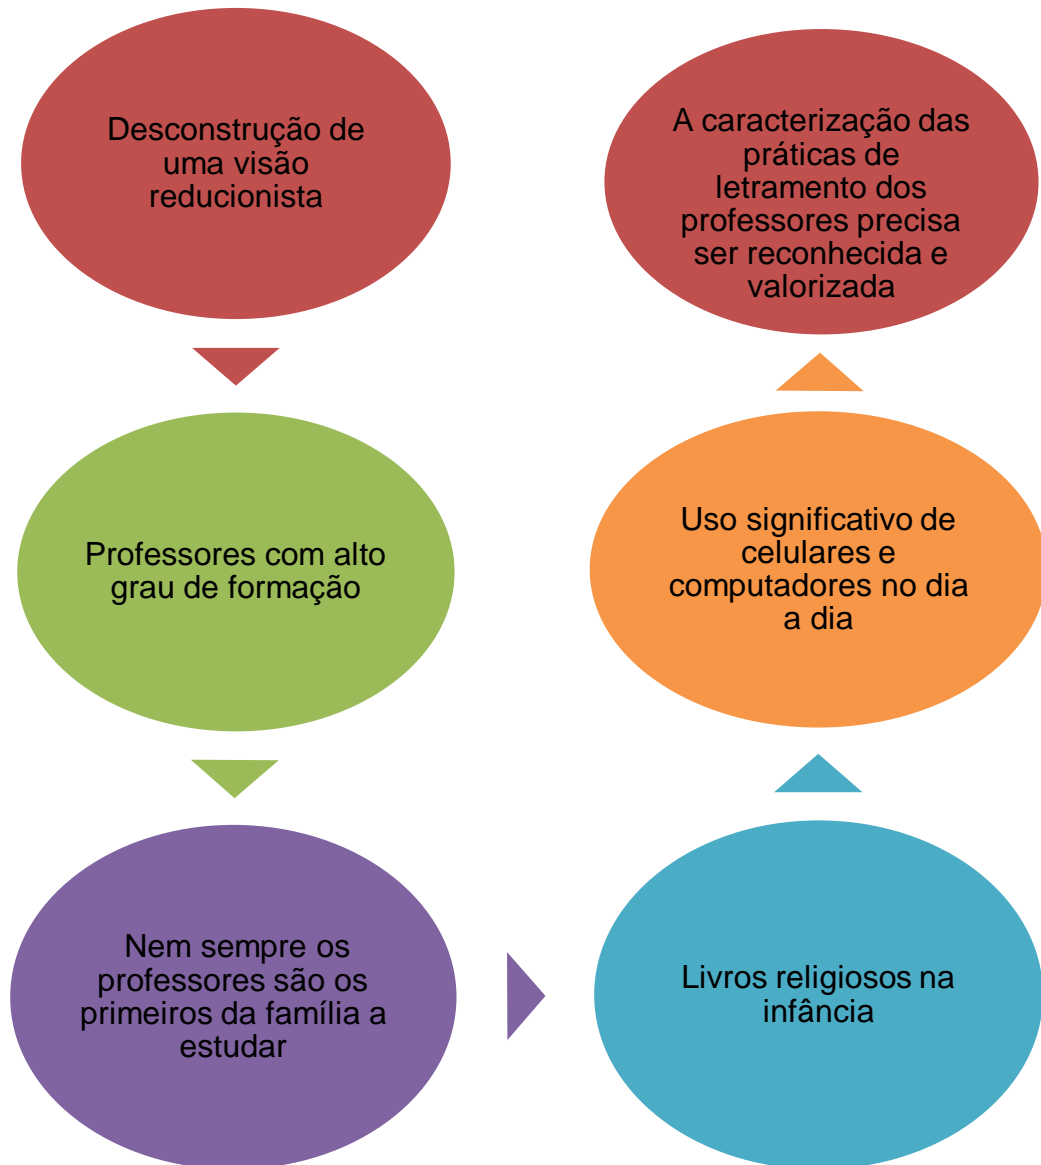 Desconstrução de
uma visão
reducionista
Professores com alto
grau de formação
Nem sempre os
professores são os
primeiros da família a
estudar
Livros religiosos na
infância
Uso significativo de
celulares e
computadores no dia
a dia
A caracterização das
práticas de
letramento dos
professores precisa
ser reconhecida e
valorizada